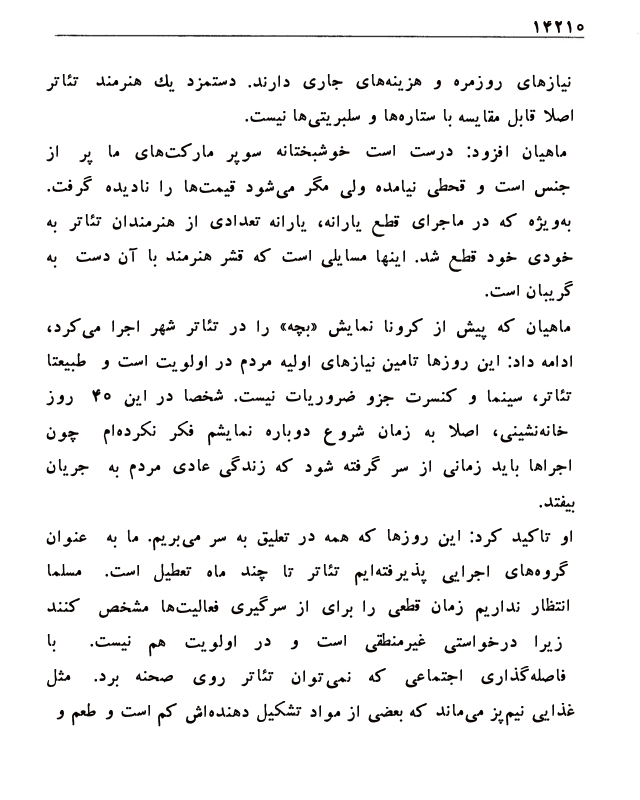 ۱۴۲۱۰
نیازهای روزمره و هزینه‌های جاری دارند. دستمزد یك هنرمند تئاتر
اصلا قابل مقایسه با ستاره‌ها و سلبریتی‌ها نیست.
ماهیان افزود: درست است خوشبختانه سوپر مارکت‌های ما پر از
جنس است و قحطی نیامده ولی مگر می‌شود قیمت‌ها را نادیده گرفت.
به‌ویژه که در ماجرای قطع یارانه، یارانه تعدادی از هنرمندان تئاتر به
خودی خود قطع شد. اینها مسایلی است که قشر هنرمند با آن دست به
گریبان است.
ماهیان که پیش از کرونا نمایش «بچه» را در تئاتر شهر اجرا می‌کرد،
ادامه داد: این روزها تامین نیازهای اولیه مردم در اولویت است و طبیعتا
تئاتر، سینما و کنسرت جزو ضروریات نیست. شخصا در این ۴۰ روز
خانه‌نشینی، اصلا به زمان شروع دوباره نمایشم فکر نکرده‌ام چون
اجراها باید زمانی از سر گرفته شود که زندگی عادی مردم به جریان
بیفتد.
او تاکید کرد: این روزها که همه در تعلیق به سر می‌بریم. ما به عنوان
گروه‌های اجرایی پذیرفته‌ایم تئاتر تا چند ماه تعطیل است. مسلما
انتظار نداریم زمان قطعی را برای از سرگیری فعالیت‌ها مشخص کنند
زیرا درخواستی غیرمنطقی است و در اولویت هم نیست. با
فاصله‌گذاری اجتماعی که نمی‌توان تئاتر روی صحنه برد. مثل
غذایی نیم‌پز می‌ماند که بعضی از مواد تشکیل دهنده‌اش کم است و طعم و